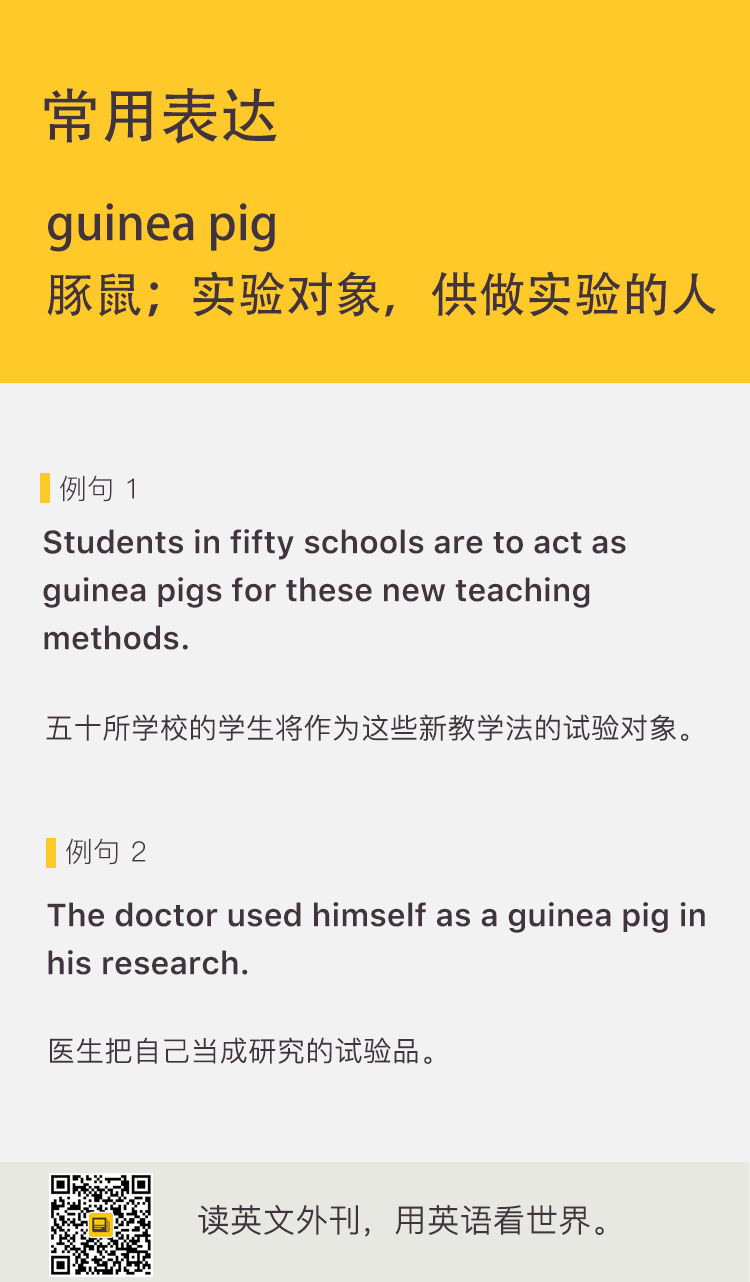 常用表达
guinea pig
豚鼠；实验对象，供做实验的人
例句 1
Students in fifty schools are to act as
guinea pigs for these new teaching
methods.
五十所学校的学生将作为这些新教学法的试验对象。
例句 2
The doctor used himself as a guinea pig in
his research.
医生把自己当成研究的试验品。
读英文外刊，用英语看世界。